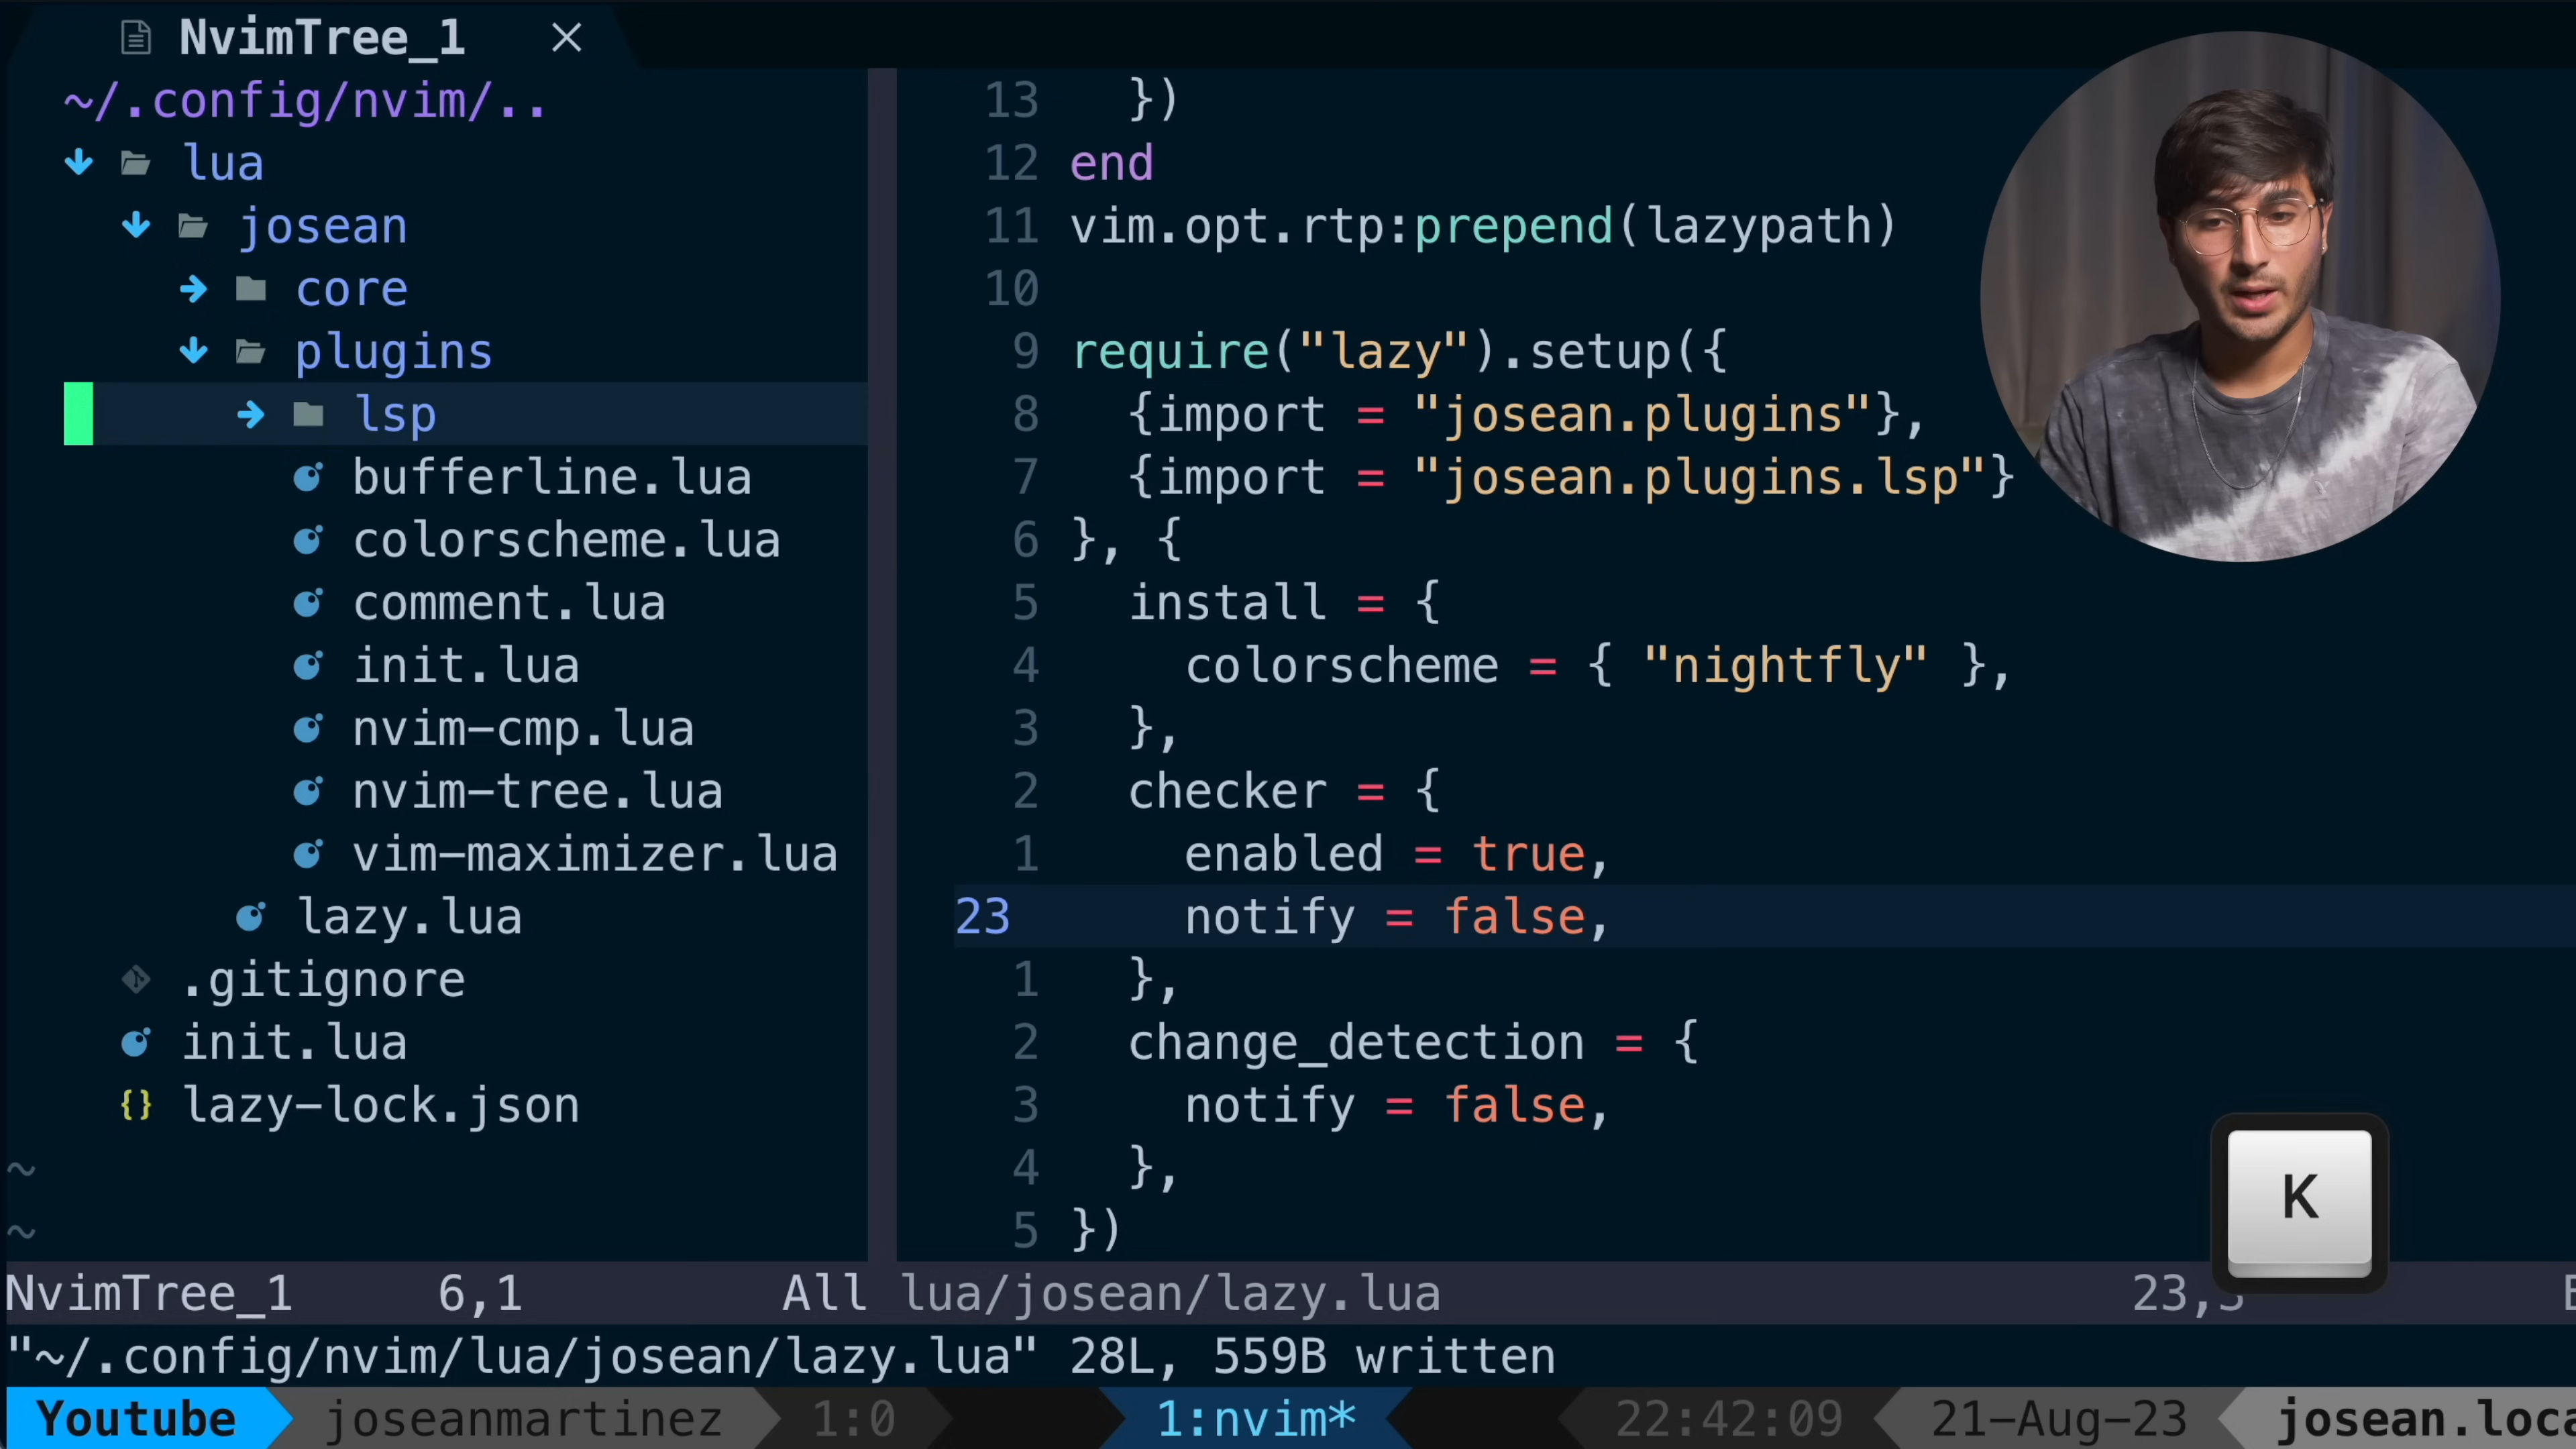 NvimTree_1
~/.config/nvim/..
lua
josean
core
plugins
lsp
bufferline.lua
colorscheme.lua
comment.lua
init.lua
nvim-cmp.lua
nvim-tree.lua
vim-maximizer.lua
lazy.lua
.gitignore
init.lua
{} lazy-lock.json
~
~
13 })
12 end
11 vim.opt.rtp:prepend(lazypath)
10
9 require("lazy").setup({
8 {import = "josean.plugins"},
7 {import = "josean.plugins.lsp"}
6 }, {
5 install = {
4 colorscheme = { "nightfly" },
3 },
2 checker = {
1 enabled = true,
23 notify = false,
1 },
2 change_detection = {
3 notify = false,
4 },
5 })
K
NvimTree_1 6,1 All lua/josean/lazy.lua
"~/.config/nvim/lua/josean/lazy.lua" 28L, 559B written
Youtube joseanmartinez 1:0 1:nvim* 22:42:09 21-Aug-23 josean.loca